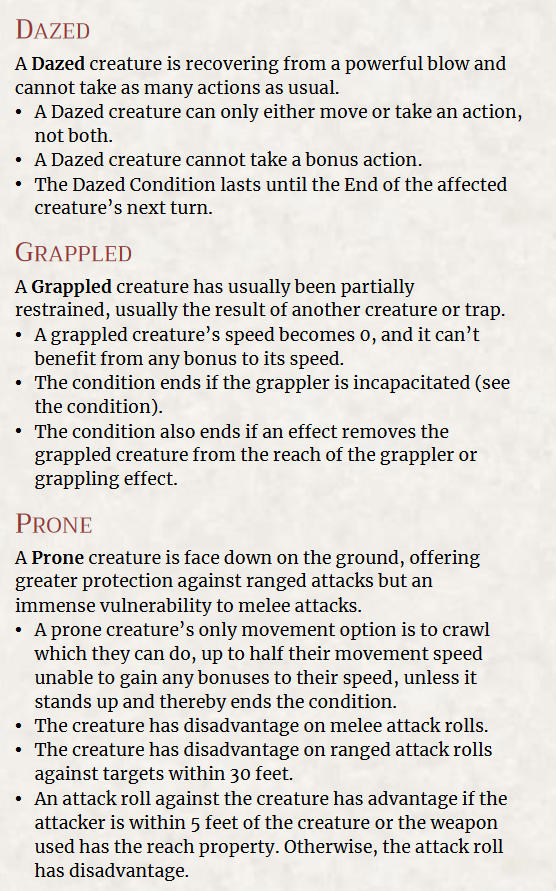 DAZED
A Dazed creature is recovering from a powerful blow and
cannot take as many actions as usual.
• A Dazed creature can only either move or take an action,
not both.
• A Dazed creature cannot take a bonus action.
• The Dazed Condition lasts until the End of the affected
creature’s next turn.
GRAPPLED
A Grappled creature has usually been partially
restrained, usually the result of another creature or trap.
• A grappled creature’s speed becomes 0, and it can’t
benefit from any bonus to its speed.
• The condition ends if the grappler is incapacitated (see
the condition).
• The condition also ends if an effect removes the
grappled creature from the reach of the grappler or
grappling effect.
PRONE
A Prone creature is face down on the ground, offering
greater protection against ranged attacks but an
immense vulnerability to melee attacks.
• A prone creature’s only movement option is to crawl
which they can do, up to half their movement speed
unable to gain any bonuses to their speed, unless it
stands up and thereby ends the condition.
• The creature has disadvantage on melee attack rolls.
• The creature has disadvantage on ranged attack rolls
against targets within 30 feet.
• An attack roll against the creature has advantage if the
attacker is within 5 feet of the creature or the weapon
used has the reach property. Otherwise, the attack roll
has disadvantage.